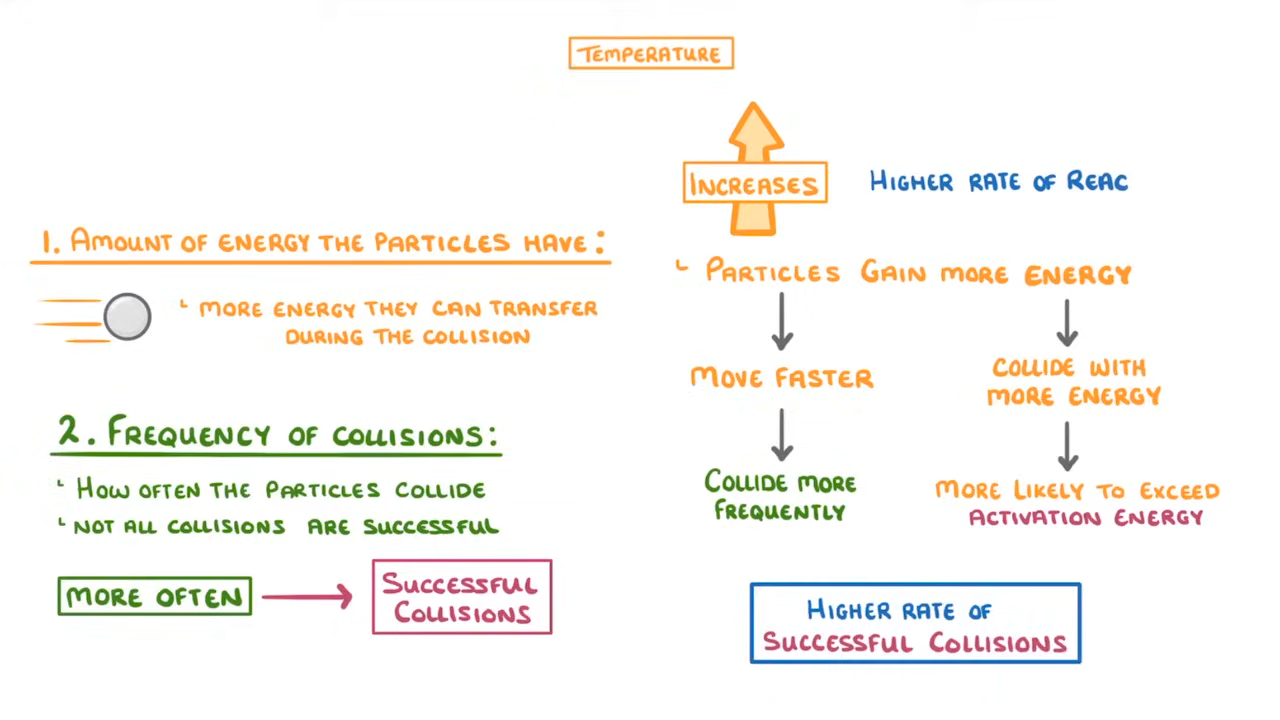 TEMPERATURE
INCREASES
HIGHER RATE OF REAC
1. AMOUNT OF ENERGY THE PARTICLES HAVE:
└ MORE ENERGY THEY CAN TRANSFER
DURING THE COLLISION
2. FREQUENCY OF COLLISIONS:
└ HOW OFTEN THE PARTICLES COLLIDE
└ NOT ALL COLLISIONS ARE SUCCESSFUL
MORE OFTEN
SUCCESSFUL
COLLISIONS
└ PARTICLES GAIN MORE ENERGY
MOVE FASTER
COLLIDE MORE
FREQUENTLY
COLLIDE WITH
MORE ENERGY
MORE LIKELY TO EXCEED
ACTIVATION ENERGY
HIGHER RATE OF
SUCCESSFUL COLLISIONS